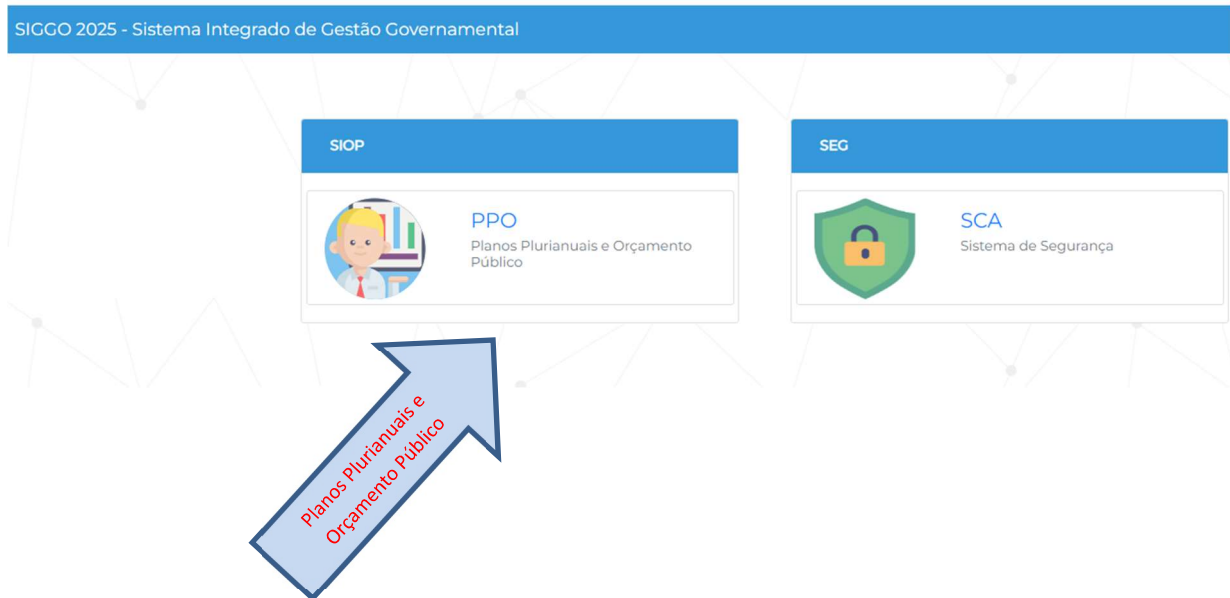 SIGGO 2025 - Sistema Integrado de Gestão Governamental
SIOP
PPO
Planos Plurianuais e Orçamento
Público
SEG
SCA
Sistema de Segurança
Planos Plurianuais e
Orçamento Público